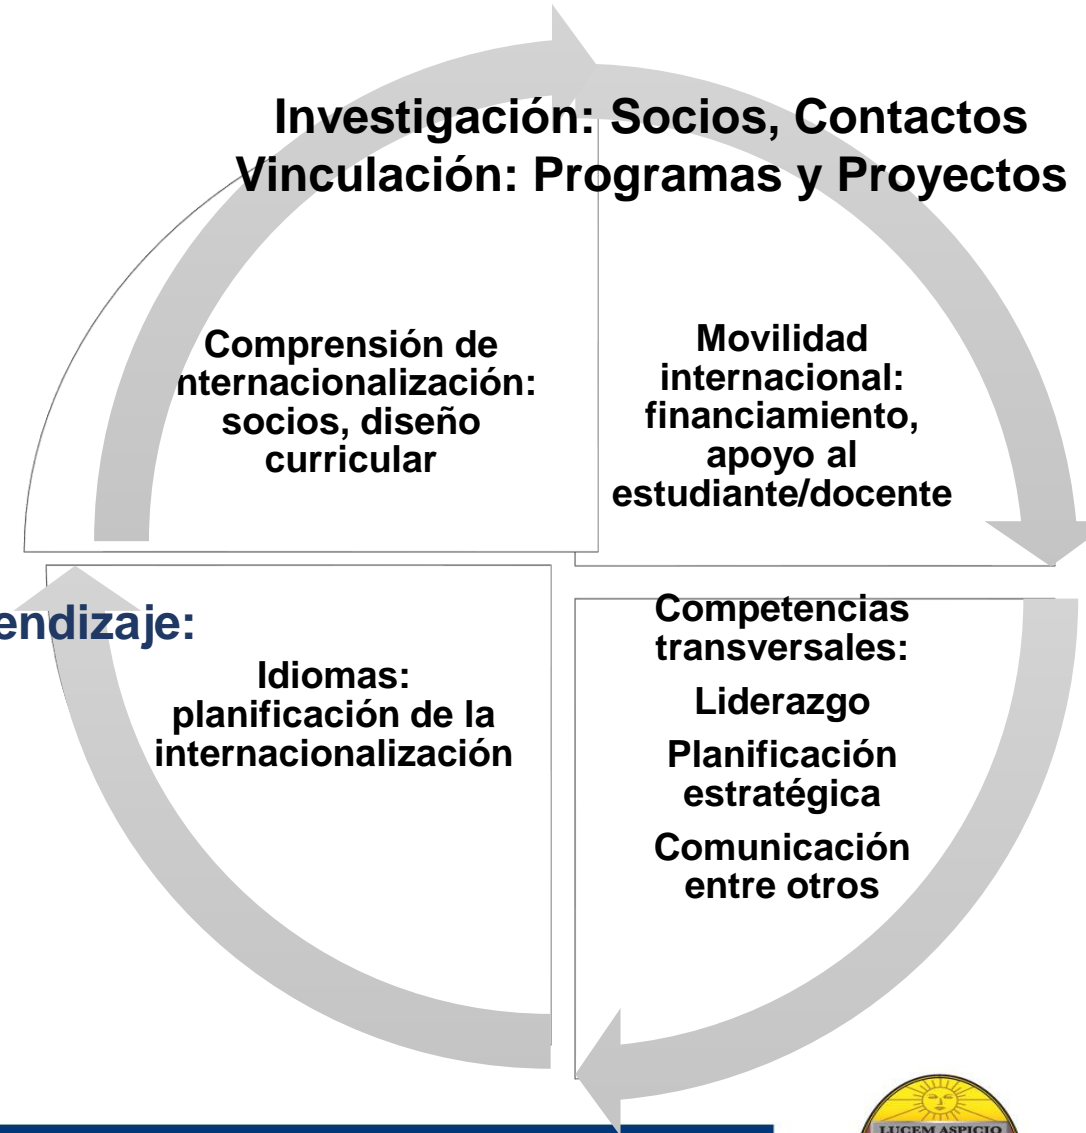 Investigación: Socios, Contactos
Vinculación: Programas y Proyectos
Comprensión de
nternacionalización:
socios, diseño
curricular
Movilidad
internacional:
financiamiento,
apoyo al
estudiante/docente
endizaje:
Idiomas:
planificación de la
internacionalización
Competencias
transversales:
Liderazgo
Planificación
estratégica
Comunicación
entre otros
LUCEM ASPICIO